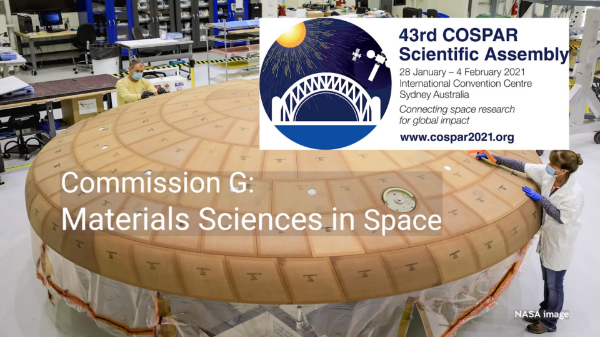 43rd COSPAR
Scientific Assembly
28 January – 4 February 2021
International Convention Centre
Sydney Australia
Connecting space research
for global impact
www.cospar2021.org
Commission G:
Materials Sciences in Space
NASA image